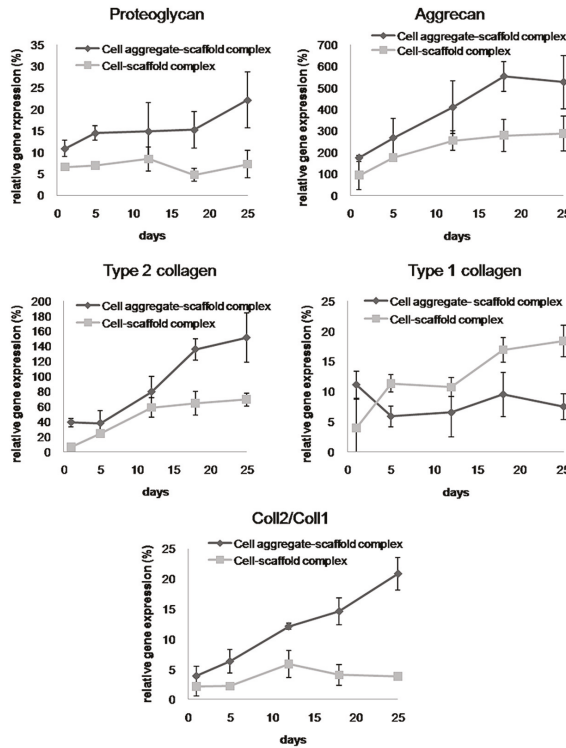 Proteoglycan
Cell aggregate-scaffold complex
Cell-scaffold complex
relative gene expression (%)
35
30
25
20
15
10
5
0
0 5 10 15 20 25
days
Aggrecan
Cell aggregate-scaffold complex
Cell-scaffold complex
relative gene expression (%)
700
600
500
400
300
200
100
0
0 5 10 15 20 25
days
Type 2 collagen
Cell aggregate-scaffold complex
Cell-scaffold complex
relative gene expression (%)
200
180
160
140
120
100
80
60
40
20
0
0 5 10 15 20 25
days
Type 1 collagen
Cell aggregate- scaffold complex
Cell-scaffold complex
relative gene expression (%)
30
25
20
15
10
5
0
0 5 10 15 20 25
days
Coll2/Coll1
Cell aggregate-scaffold complex
Cell-scaffold complex
relative gene expression (%)
25
20
15
10
5
0
0 5 10 15 20 25
days